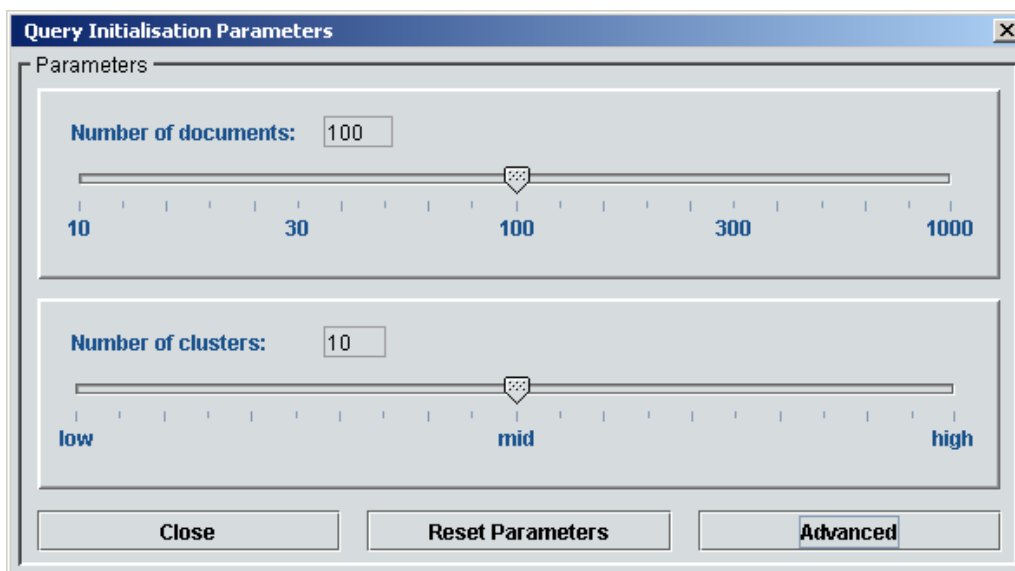 Query Initialisation Parameters
Parameters
Number of documents: 100
10 30 100 300 1000
Number of clusters: 10
low mid high
Close Reset Parameters Advanced